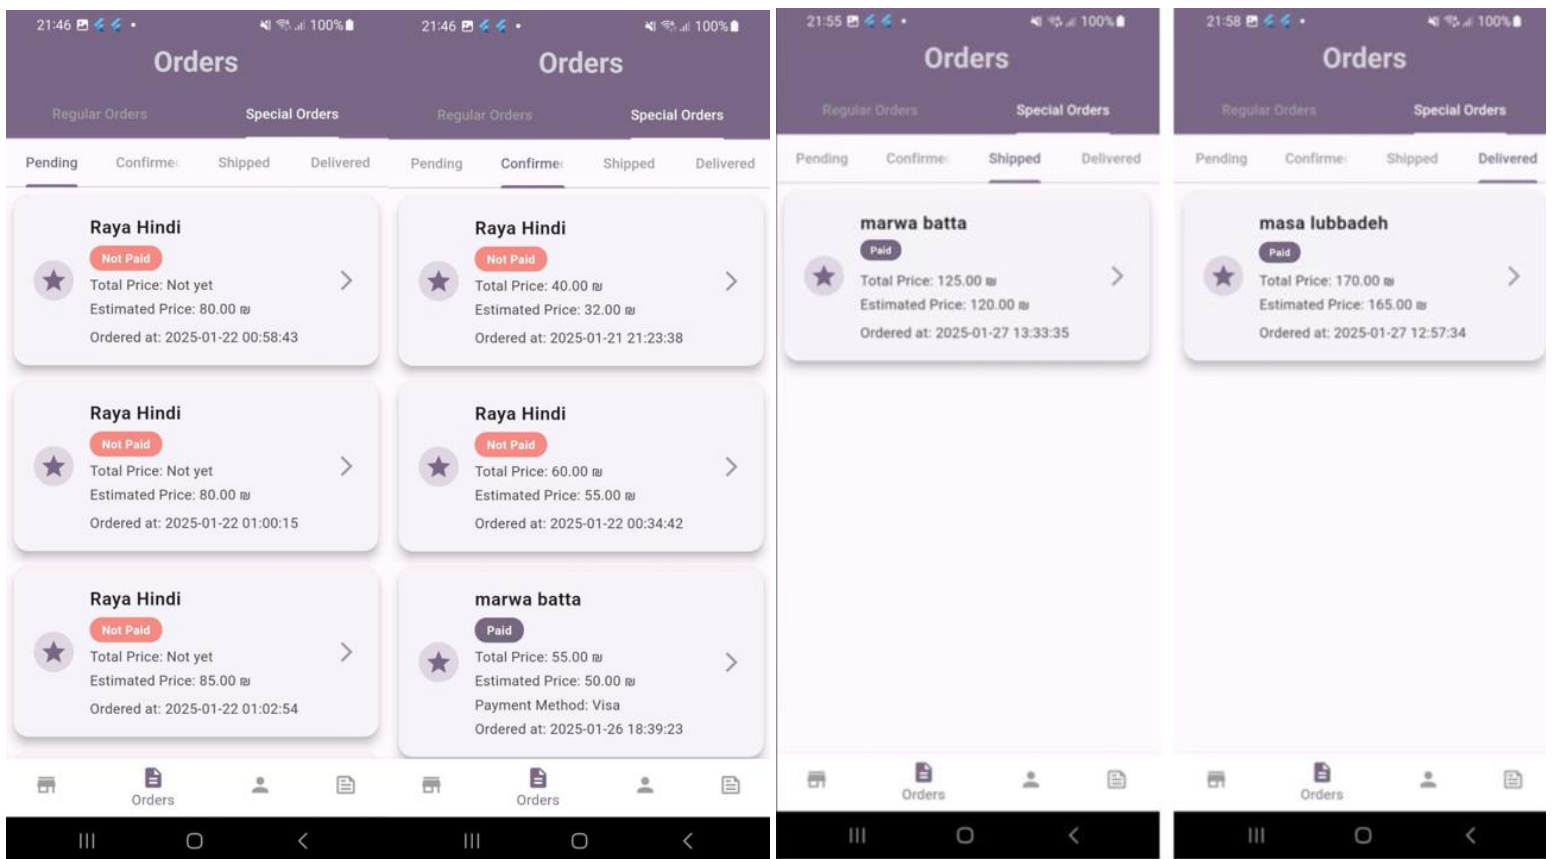 21:46
100%
Orders
Regular Orders
Special Orders
Pending
Confirme
Shipped
Delivered
Raya Hindi
Not Paid
Total Price: Not yet
Estimated Price: 80.00 ₪
Ordered at: 2025-01-22 00:58:43
Raya Hindi
Not Paid
Total Price: Not yet
Estimated Price: 80.00 ₪
Ordered at: 2025-01-22 01:00:15
Raya Hindi
Not Paid
Total Price: Not yet
Estimated Price: 85.00 ₪
Ordered at: 2025-01-22 01:02:54
Orders
21:46
100%
Orders
Regular Orders
Special Orders
Pending
Confirme
Shipped
Delivered
Raya Hindi
Not Paid
Total Price: 40.00 ₪
Estimated Price: 32.00 ₪
Ordered at: 2025-01-21 21:23:38
Raya Hindi
Not Paid
Total Price: 60.00 ₪
Estimated Price: 55.00 ₪
Ordered at: 2025-01-22 00:34:42
marwa batta
Paid
Total Price: 55.00 ₪
Estimated Price: 50.00 ₪
Payment Method: Visa
Ordered at: 2025-01-26 18:39:23
Orders
21:55
100%
Orders
Regular Orders
Special Orders
Pending
Confirme
Shipped
Delivered
marwa batta
Paid
Total Price: 125.00 ₪
Estimated Price: 120.00 ₪
Ordered at: 2025-01-27 13:33:35
Orders
21:58
100%
Orders
Regular Orders
Special Orders
Pending
Confirme
Shipped
Delivered
masa lubbadeh
Paid
Total Price: 170.00 ₪
Estimated Price: 165.00 ₪
Ordered at: 2025-01-27 12:57:34
Orders